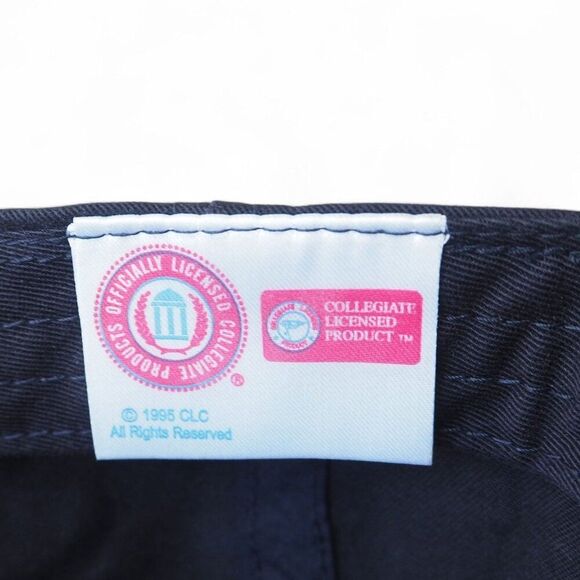 OFFICIALLY LICENSED COLLEGIATE PRODUCTS
®
© 1995 CLC
All Rights Reserved
COLLEGIATE
LICENSED
PRODUCT ™